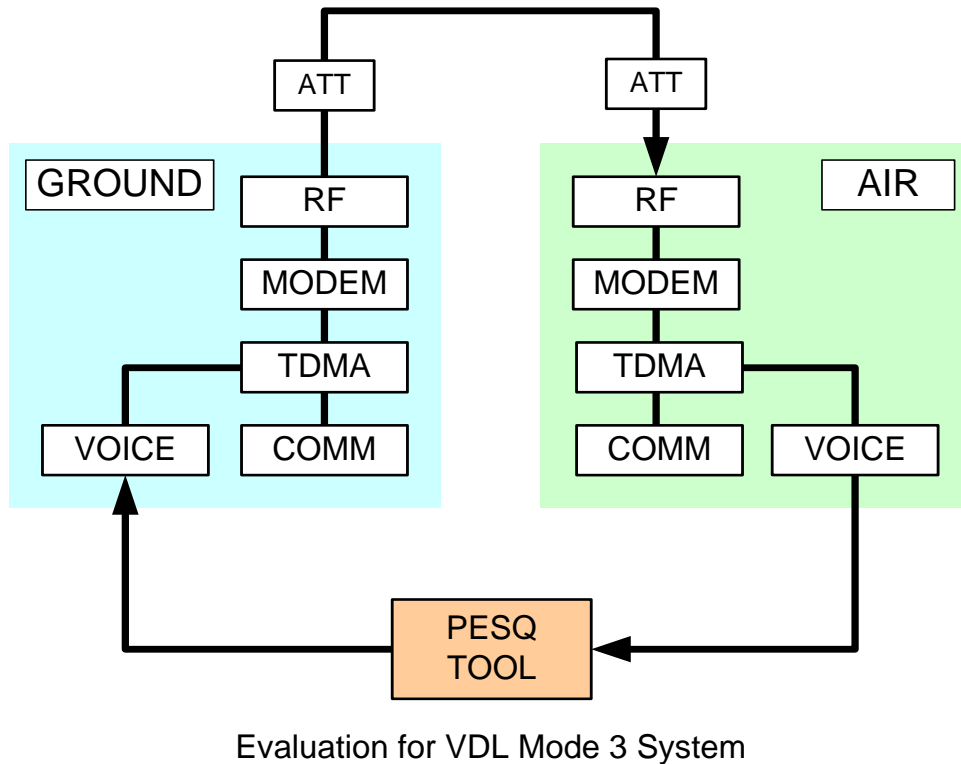 ATT
ATT
GROUND
RF
MODEM
TDMA
VOICE
COMM
AIR
RF
MODEM
TDMA
COMM
VOICE
PESQ
TOOL
Evaluation for VDL Mode 3 System